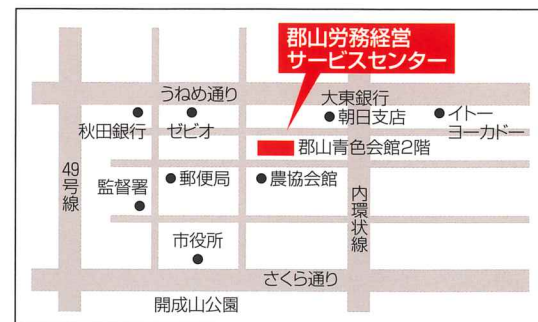 郡山労務経営
サービスセンター
うねめ通り
大東銀行
朝日支店
イトー
ヨーカドー
秋田銀行
ゼビオ
郡山青色会館2階
49号線
監督署
郵便局
農協会館
内環状線
市役所
さくら通り
開成山公園